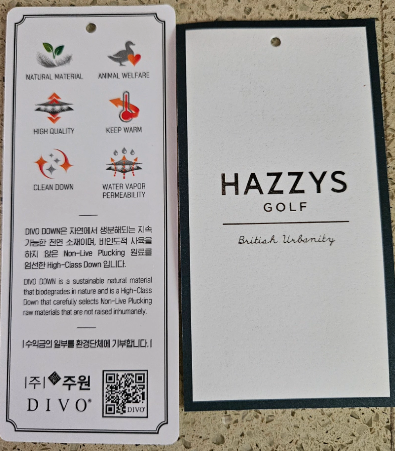 NATURAL MATERIAL
ANIMAL WELFARE
HIGH QUALITY
KEEP WARM
CLEAN DOWN
WATER VAPOR
PERMEABILITY
DIVO DOWN은 자연에서 생분해되는 지속
가능한 천연 소재이며, 비인도적 사육을
하지 않은 Non-Live Plucking 원료를
엄선한 High-Class Down 입니다.
DIVO DOWN is a sustainable natural material
that biodegrades in nature and is a High-Class
Down that carefully selects Non-Live Plucking
raw materials that are not raised inhumanely.
|수익금의 일부를 환경단체에 기부합니다.|
|주| 주원
DIVO®
DIVO
HAZZYS
GOLF
British Urbanity